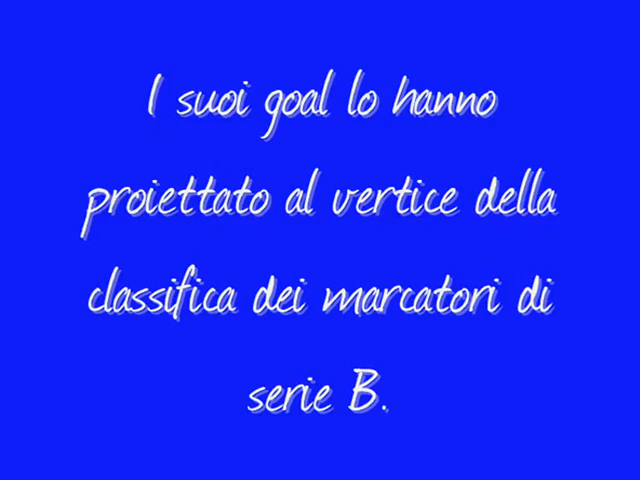 I suoi goal lo hanno
proiettato al vertice della
classifica dei marcatori di
serie B.